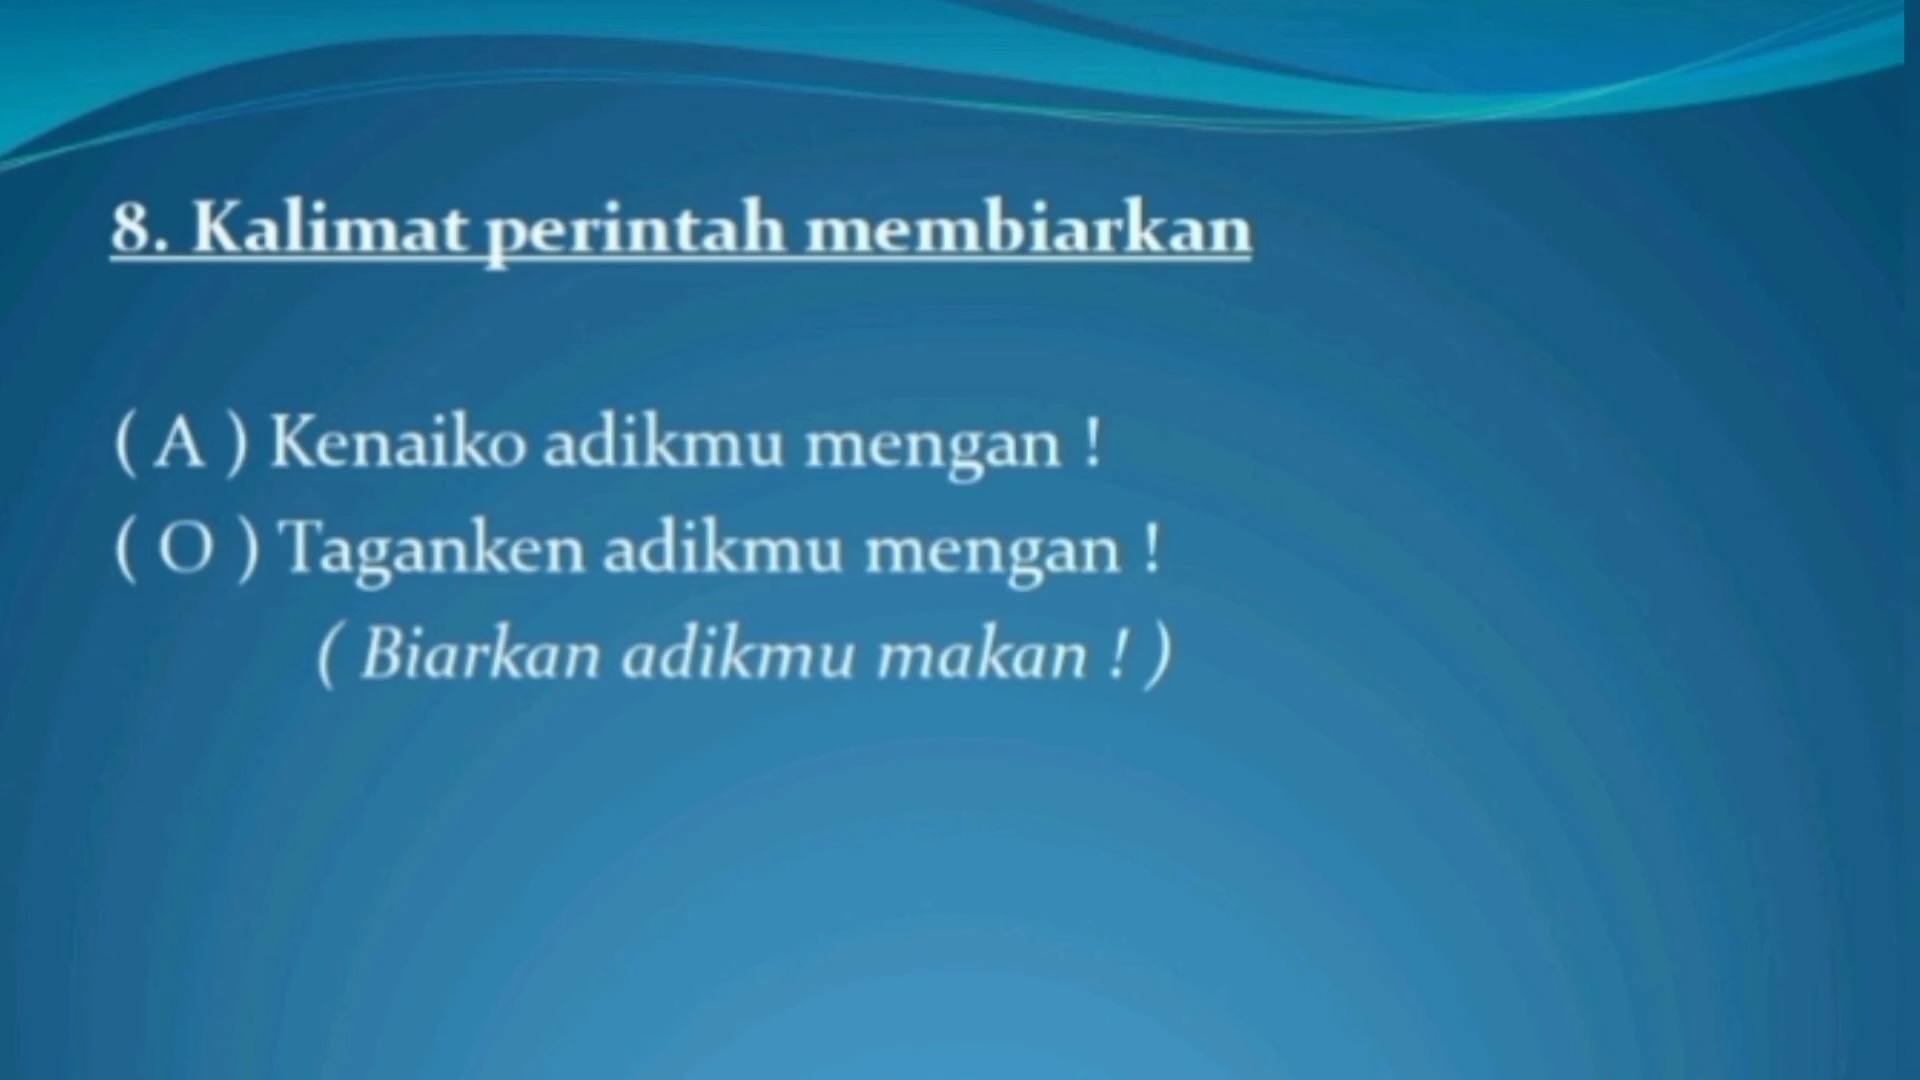 8. Kalimat perintah membiarkan
( A ) Kenaiko adikmu mengan !
( O ) Taganken adikmu mengan !
( Biarkan adikmu makan ! )